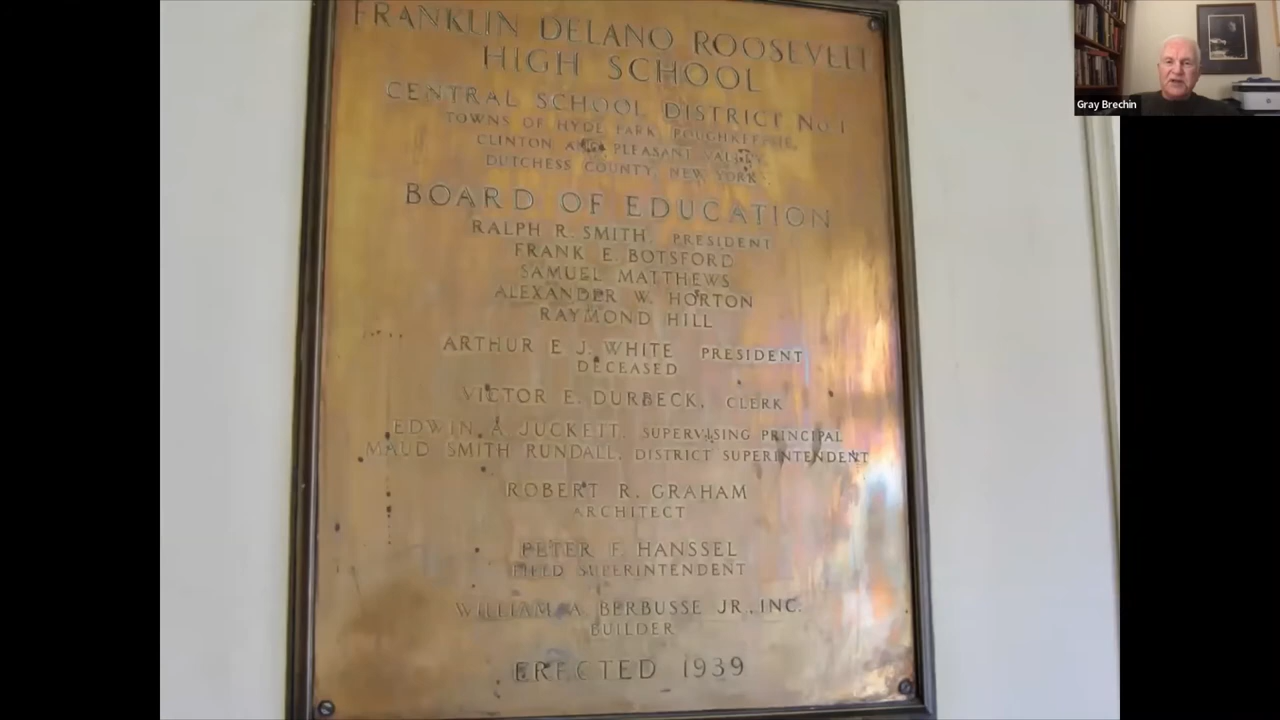 FRANKLIN DELANO ROOSEVELT
HIGH SCHOOL
CENTRAL SCHOOL DISTRICT No 1
TOWNS OF HYDE PARK, POUGHKEEPSIE,
CLINTON AND PLEASANT VALLEY,
DUTCHESS COUNTY, NEW YORK
BOARD OF EDUCATION
RALPH R. SMITH, PRESIDENT
FRANK E. BOTSFORD
SAMUEL MATTHEWS
ALEXANDER W. HORTON
RAYMOND HILL
ARTHUR E. J. WHITE PRESIDENT
DECEASED
VICTOR E. DURBECK, CLERK
EDWIN A. JUCKETT, SUPERVISING PRINCIPAL
MAUD SMITH RUNDALL, DISTRICT SUPERINTENDENT
ROBERT R. GRAHAM
ARCHITECT
PETER F. HANSSEL
FIELD SUPERINTENDENT
WILLIAM A. BERBUSSE JR., INC.
BUILDER
ERECTED 1939
Gray Brechin